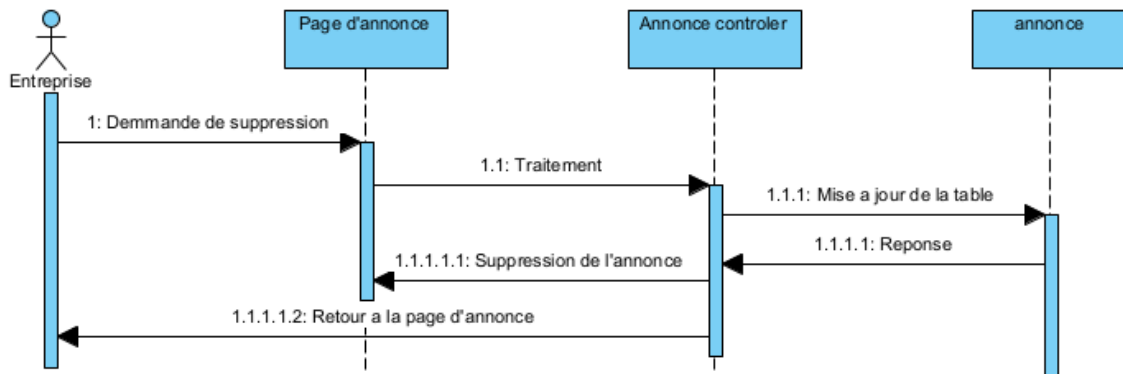 Page d'annonce
Annonce controler
annonce
Entreprise
1: Demmande de suppression
1.1: Traitement
1.1.1: Mise a jour de la table
1.1.1.1: Reponse
1.1.1.1.1: Suppression de l'annonce
1.1.1.1.2: Retour a la page d'annonce